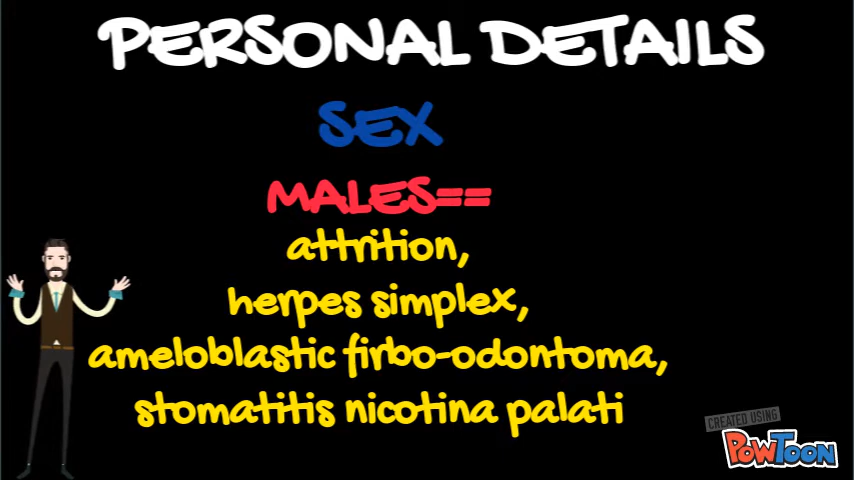 PERSONAL DETAILS
SEX
MALES==
attrition,
herpes simplex,
ameloblastic firbo-odontoma,
stomatitis nicotina palati
CREATED USING
POWTOON